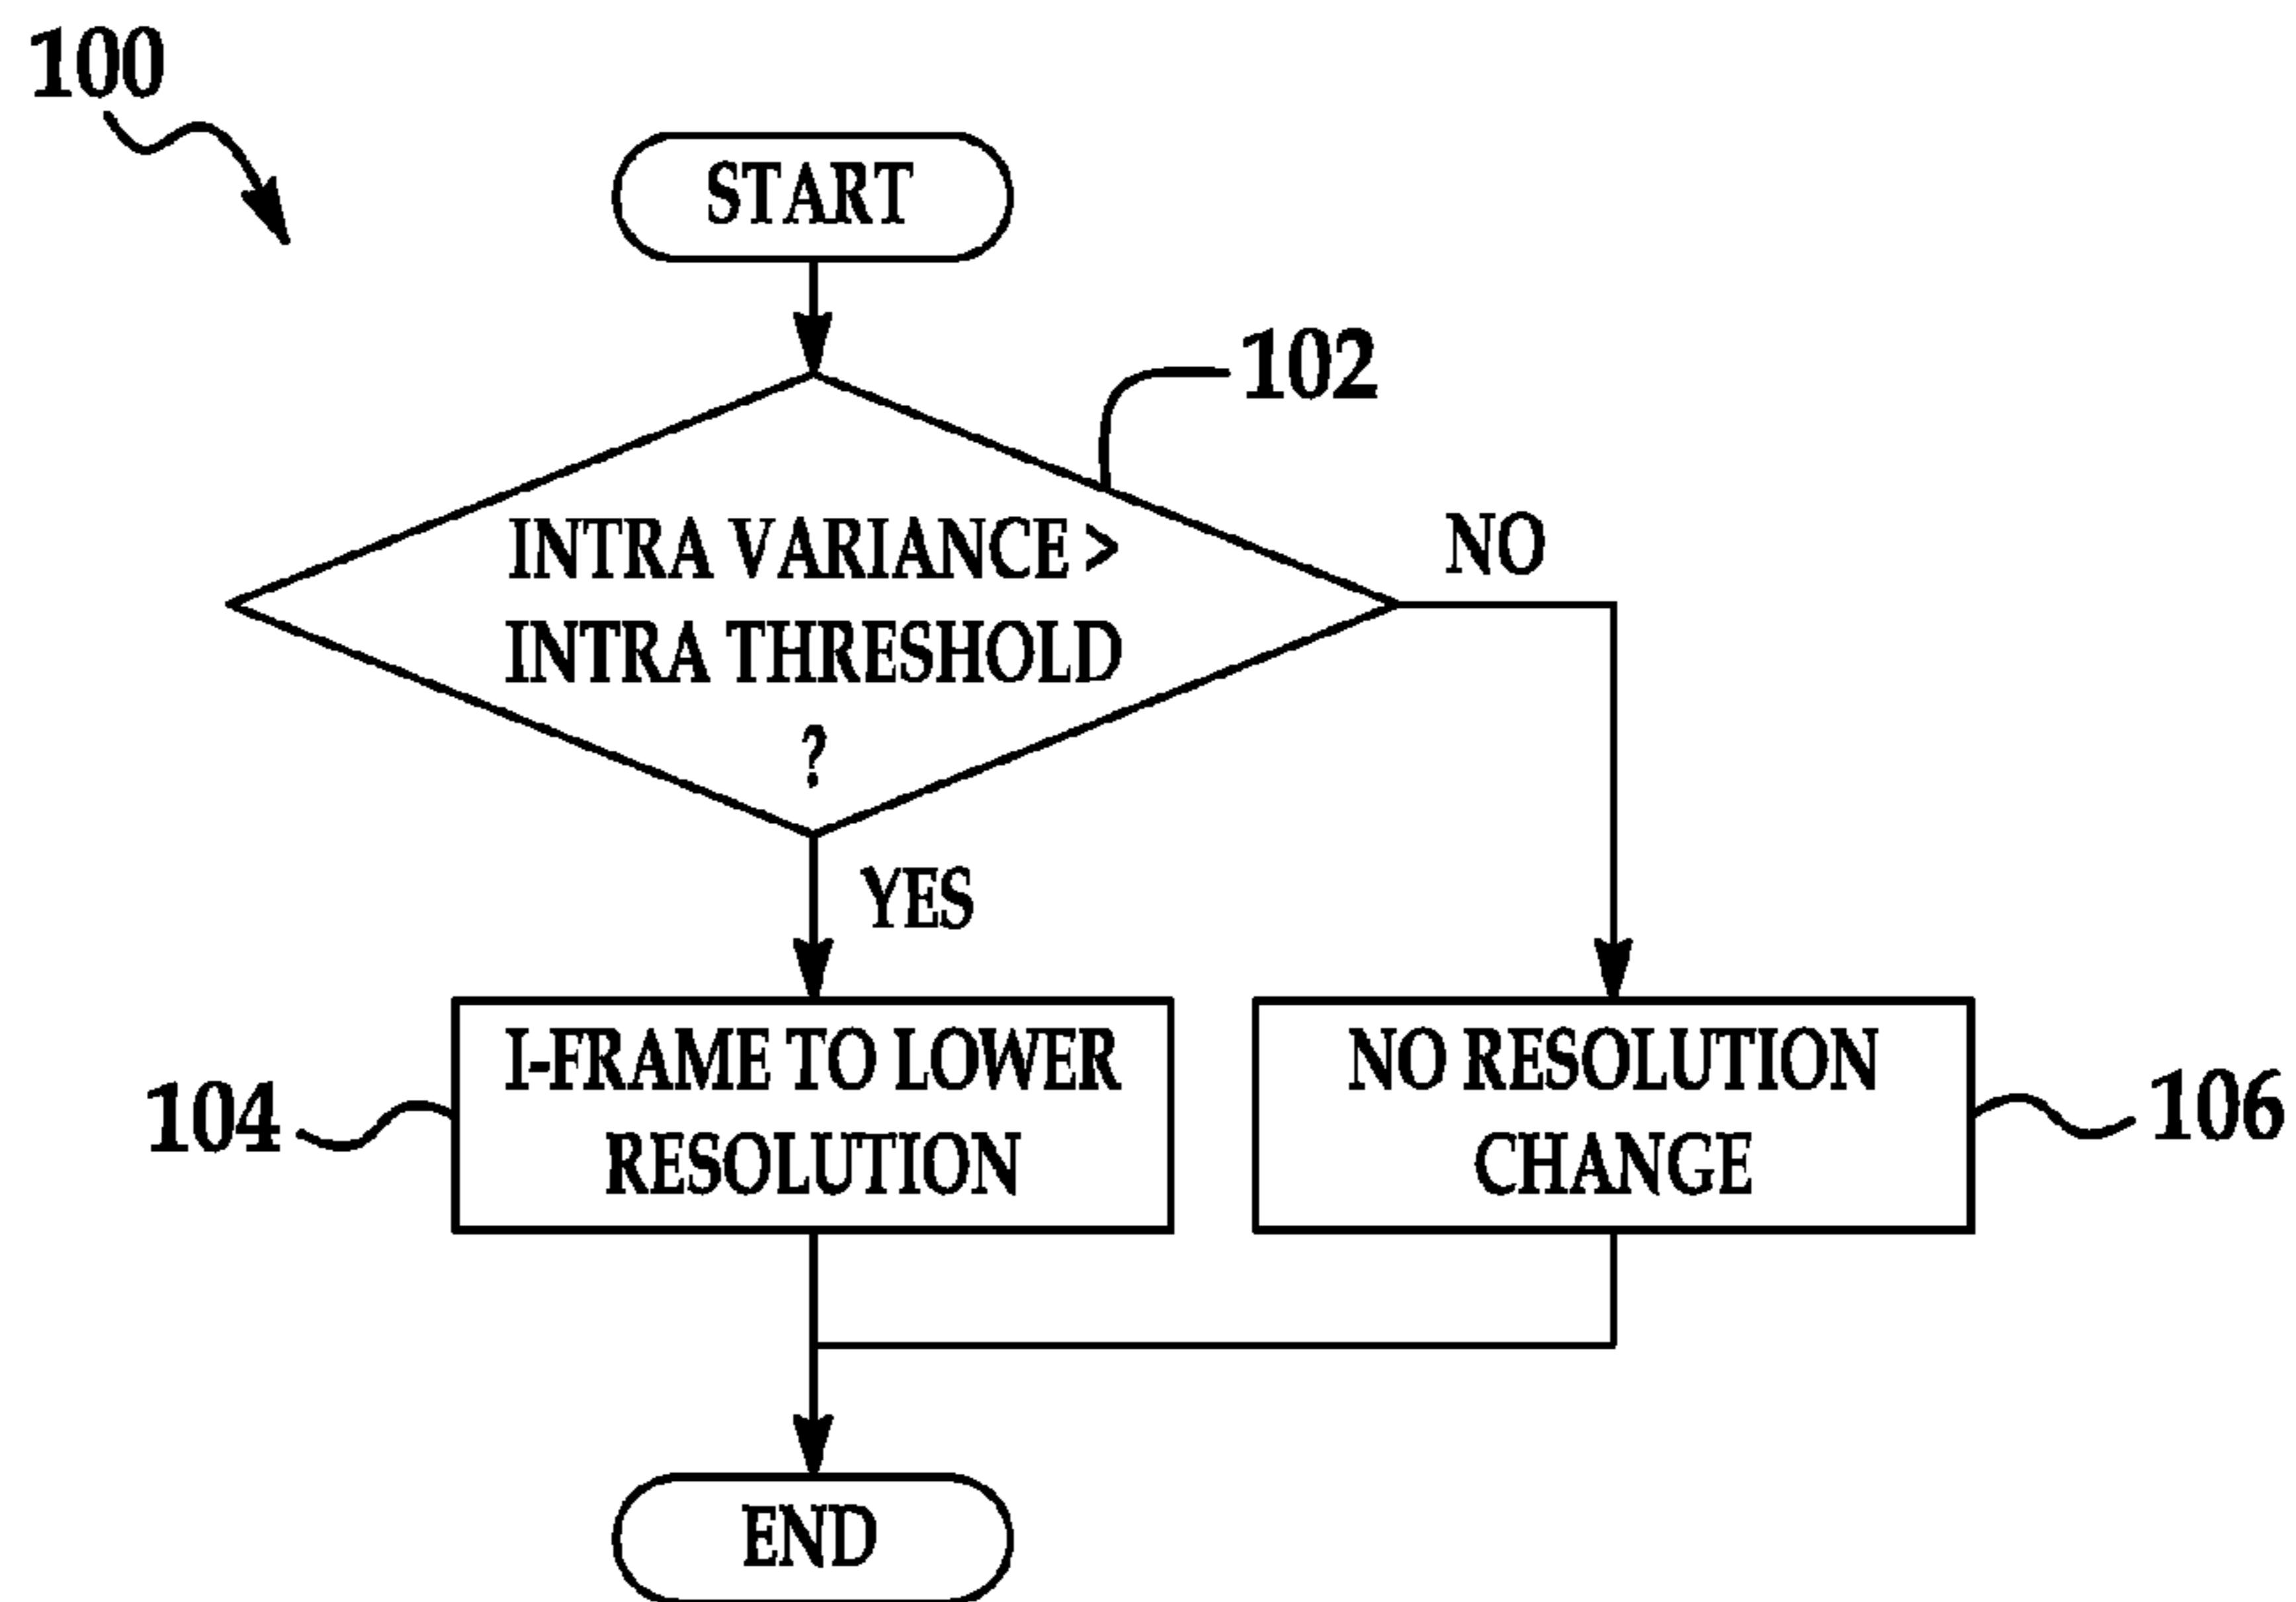 100
START
102
INTRA VARIANCE >
INTRA THRESHOLD
?
NO
YES
I-FRAME TO LOWER
RESOLUTION
104
NO RESOLUTION
CHANGE
106
END